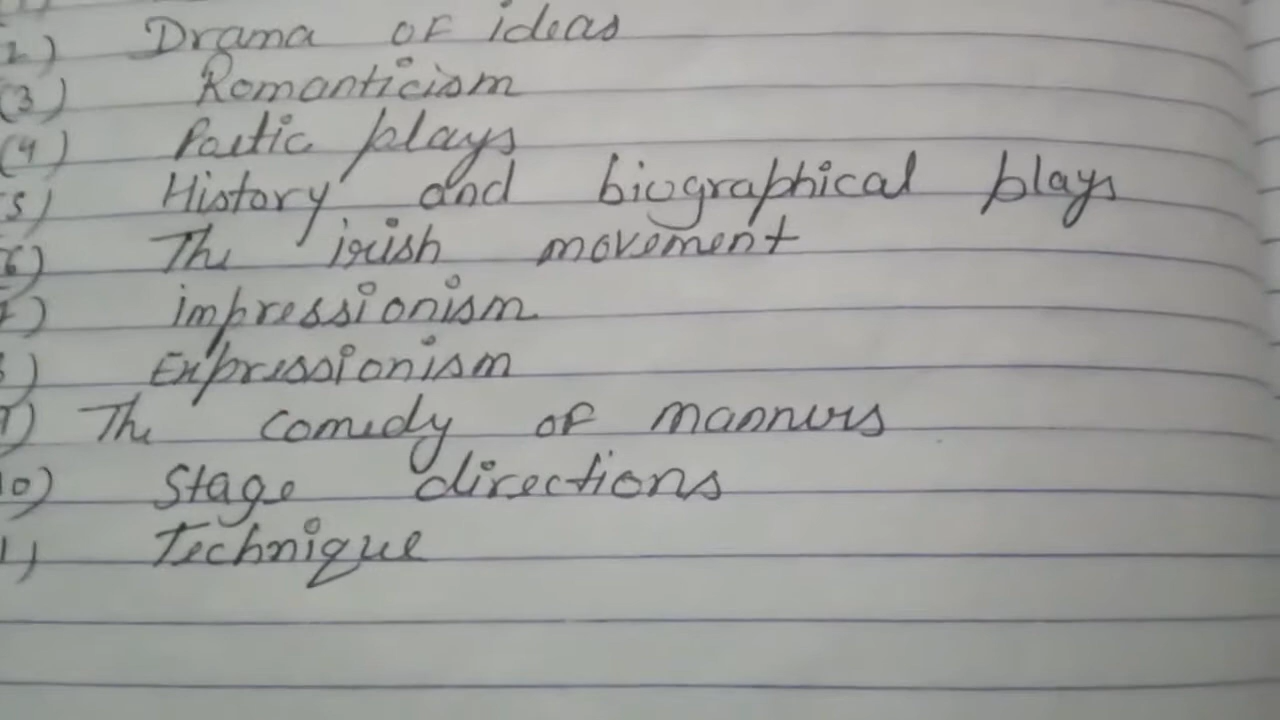 2) Drama of ideas
(3) Romanticism
(4) Poetic plays
5) History and biographical plays
6) The irish movement
7) impressionism
8) Expressionism
9) The comedy of manners
10) Stage directions
11) Technique